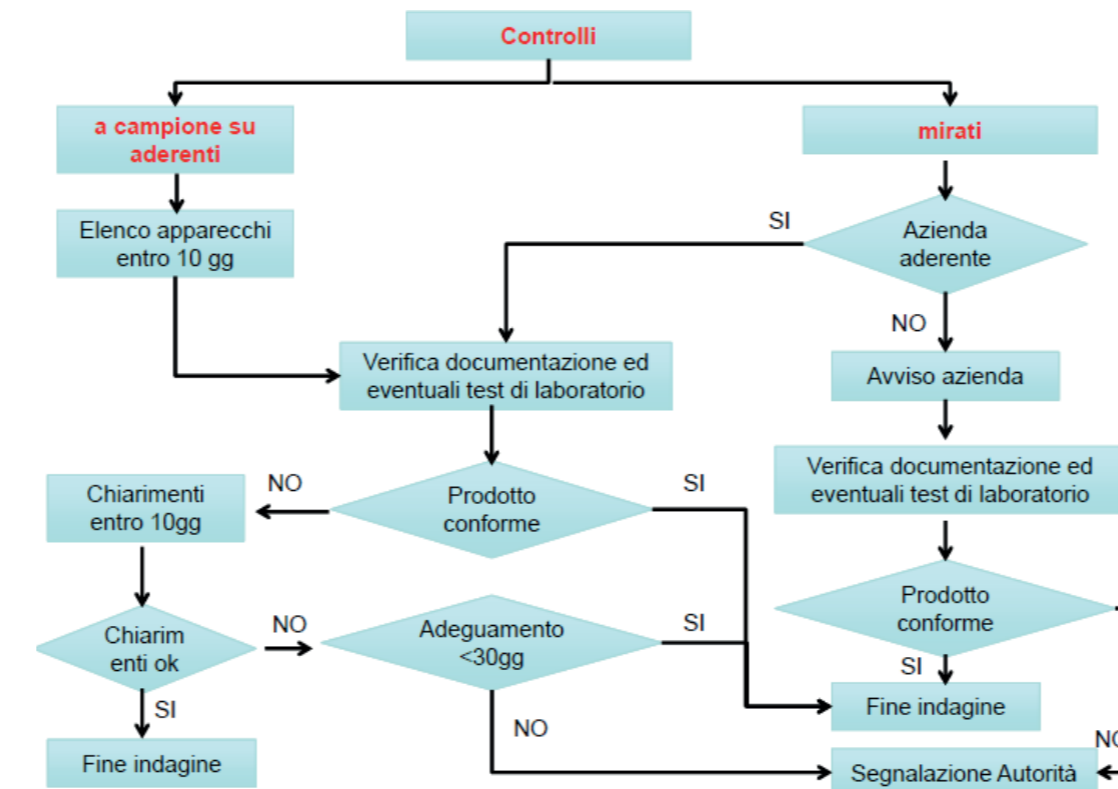 Controlli
a campione su
aderenti
mirati
Elenco apparecchi
entro 10 gg
SI
Azienda
aderente
NO
Verifica documentazione ed
eventuali test di laboratorio
Avviso azienda
Verifica documentazione ed
eventuali test di laboratorio
Chiarimenti
entro 10gg
NO
Prodotto
conforme
SI
Prodotto
conforme
Chiarim
enti ok
NO
Adeguamento
<30gg
SI
SI
SI
Fine indagine
NO
Fine indagine
Segnalazione Autorità
NO